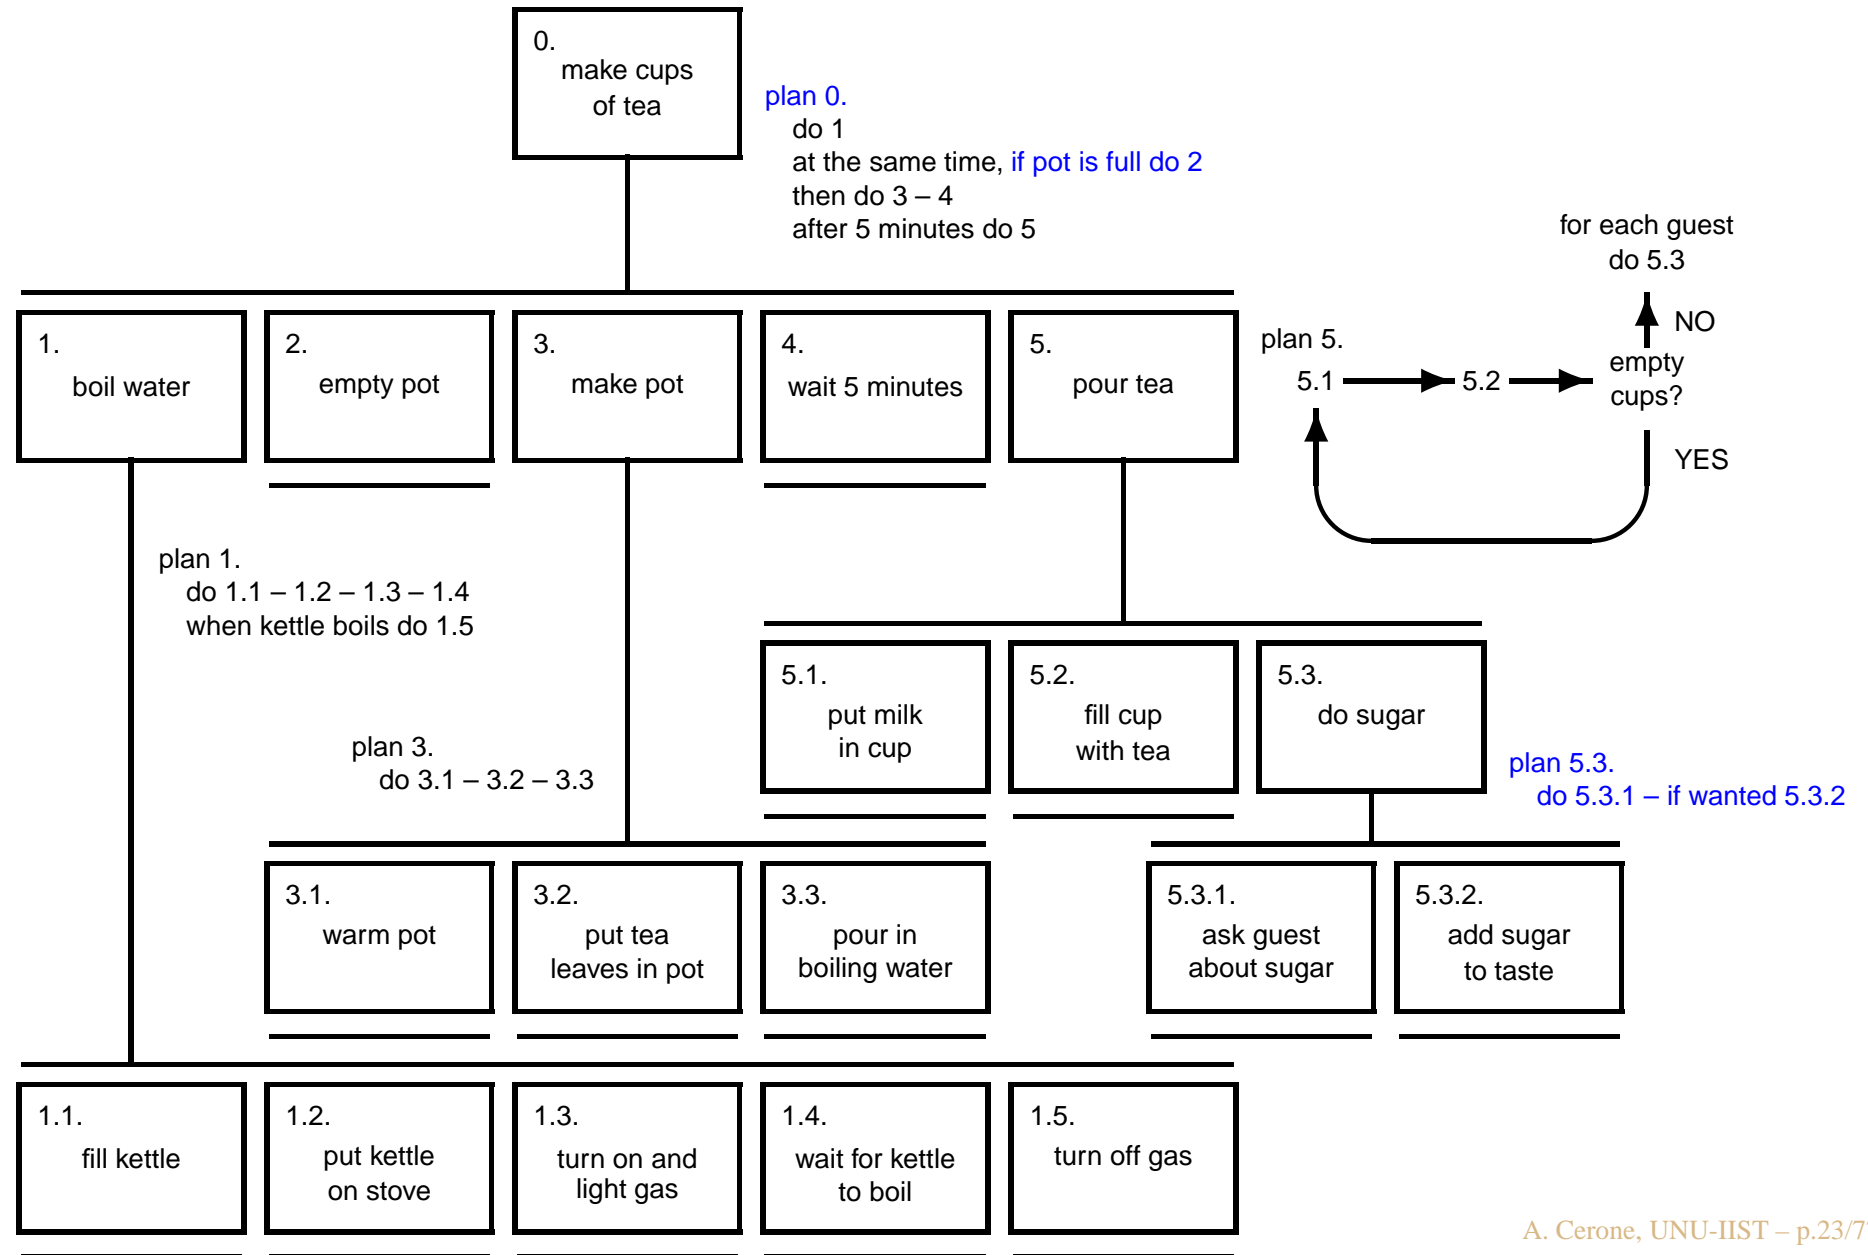 0.
make cups
of tea
plan 0.
do 1
at the same time, if pot is full do 2
then do 3 – 4
after 5 minutes do 5
for each guest
do 5.3
NO
plan 5.
5.1
5.2
empty
cups?
YES
1.
boil water
2.
empty pot
3.
make pot
4.
wait 5 minutes
5.
pour tea
plan 1.
do 1.1 – 1.2 – 1.3 – 1.4
when kettle boils do 1.5
plan 3.
do 3.1 – 3.2 – 3.3
5.1.
put milk
in cup
5.2.
fill cup
with tea
5.3.
do sugar
plan 5.3.
do 5.3.1 – if wanted 5.3.2
3.1.
warm pot
3.2.
put tea
leaves in pot
3.3.
pour in
boiling water
5.3.1.
ask guest
about sugar
5.3.2.
add sugar
to taste
1.1.
fill kettle
1.2.
put kettle
on stove
1.3.
turn on and
light gas
1.4.
wait for kettle
to boil
1.5.
turn off gas
A. Cerone, UNU-IIST – p.23/7